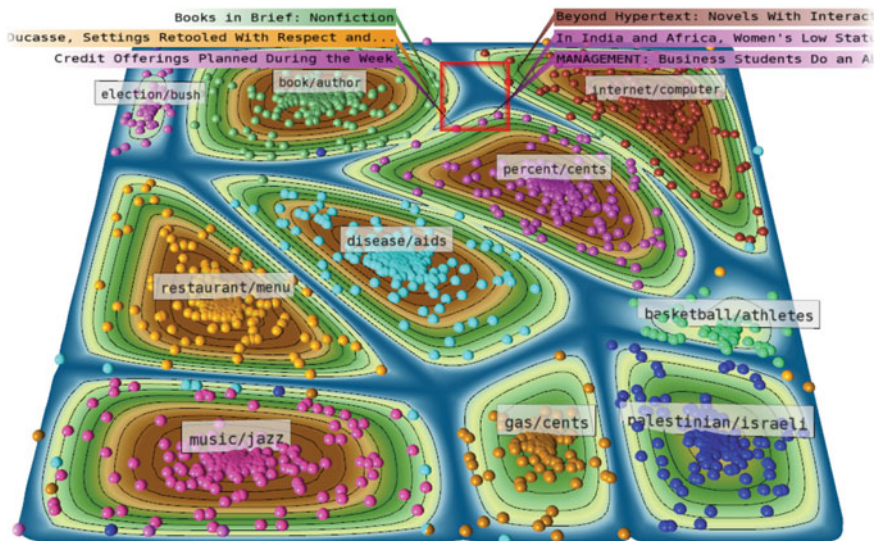 Books in Brief: Nonfiction
Beyond Hypertext: Novels With Interact
Ducasse, Settings Retooled With Respect and...
In India and Africa, Women's Low Stat
Credit Offerings Planned During the Week
MANAGEMENT: Business Students Do an A
election/bush
book/author
internet/computer
percent/cents
disease/aids
restaurant/menu
basketball/athletes
music/jazz
gas/cents
palestinian/israeli